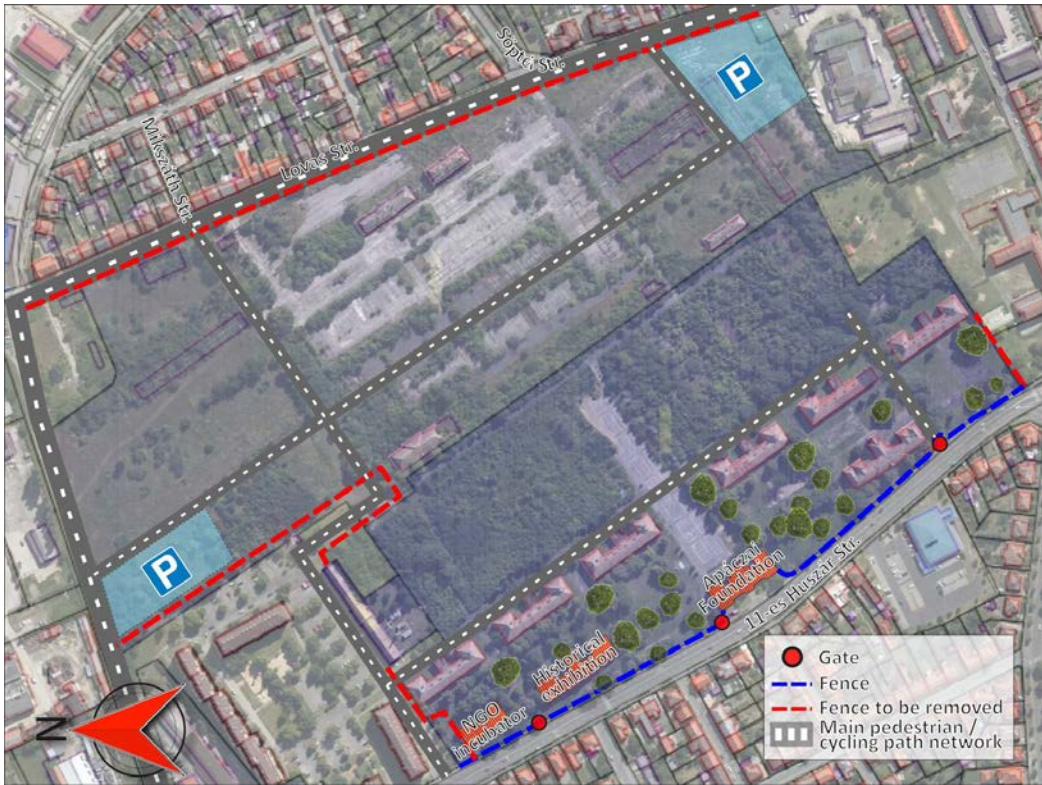 Soptei Str.
P
Mikszáth Str.
Lovas Str.
P
Apáczai
Foundation
11-es Huszár Str.
Historical
exhibition
NGO
incubator
N
Gate
Fence
Fence to be removed
Main pedestrian /
cycling path network